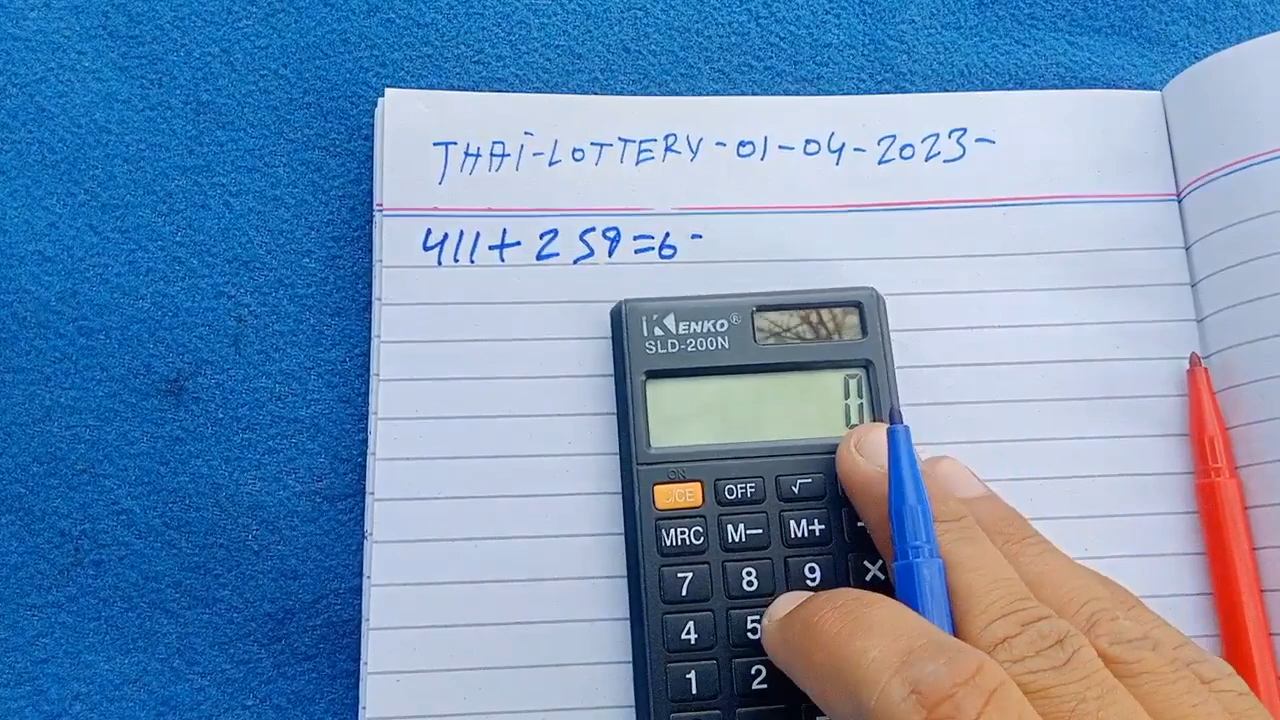 THAI-LOTTERY-01-04-2023-
411+259=6-
KENKO®
SLD-200N
0
ON
C/CE OFF √
MRC M− M+
7 8 9 ×
4 5
1 2